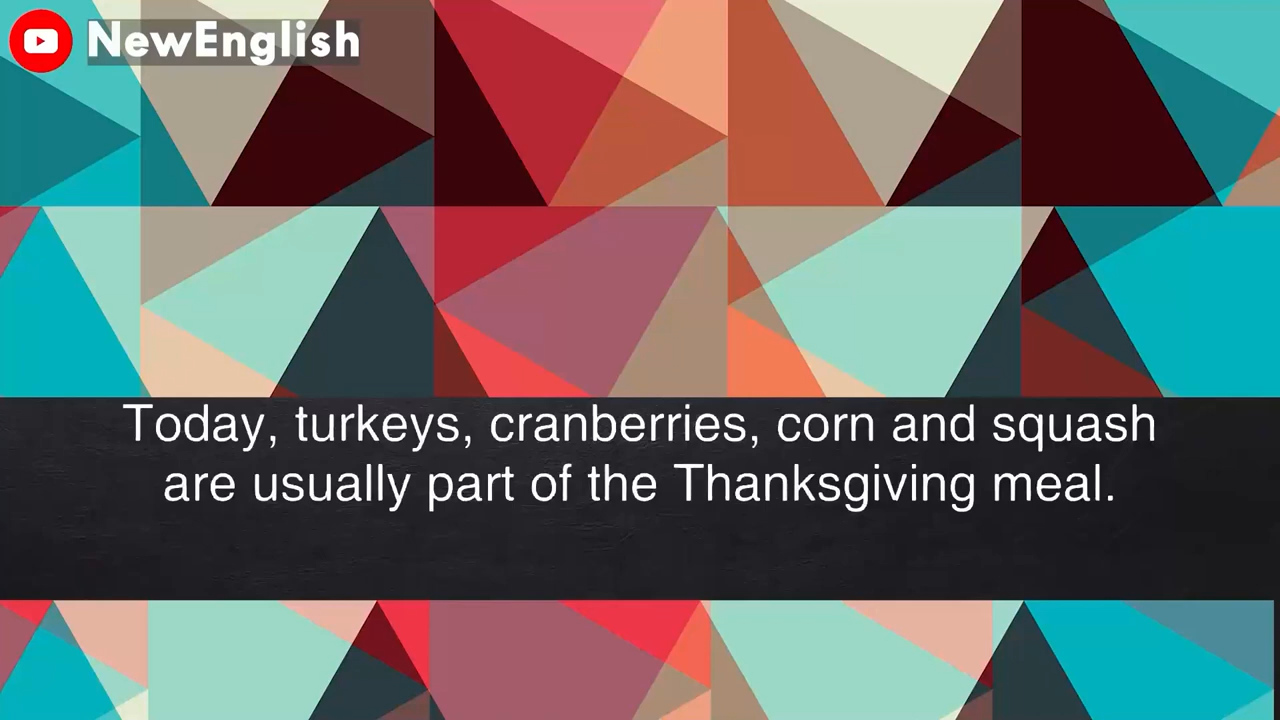 NewEnglish
Today, turkeys, cranberries, corn and squash
are usually part of the Thanksgiving meal.